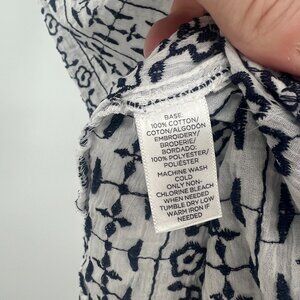 BASE:
100% COTTON/
COTON/ALGODÓN
EMBROIDERY/
BRODERIE/
BORDADO:
100% POLYESTER/
POLIÉSTER
MACHINE WASH
COLD
ONLY NON-
CHLORINE BLEACH
WHEN NEEDED
TUMBLE DRY LOW
WARM IRON IF
NEEDED